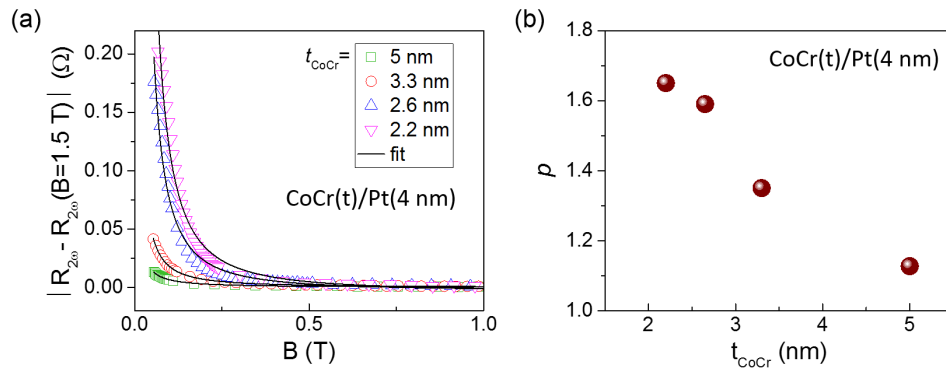 (a)
| R2ω - R2ω(B=1.5 T) | (Ω)
0.20
0.15
0.10
0.05
0.00
tCoCr=
5 nm
3.3 nm
2.6 nm
2.2 nm
fit
CoCr(t)/Pt(4 nm)
0.0
0.5
1.0
B (T)
(b)
p
1.6
1.4
1.2
1.0
CoCr(t)/Pt(4 nm)
2
3
4
5
tCoCr (nm)